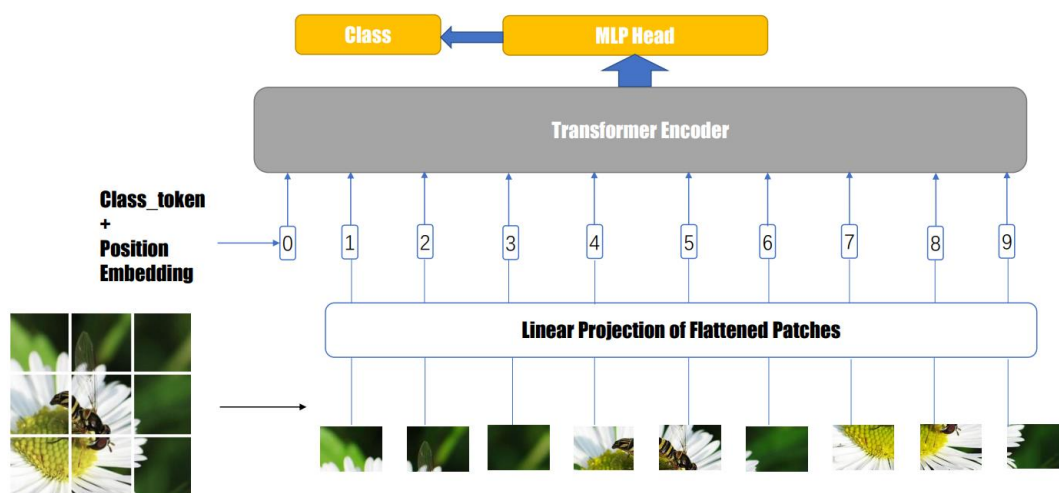 Class
MLP Head
Transformer Encoder
Class_token
+
Position
Embedding
0 1 2 3 4 5 6 7 8 9
Linear Projection of Flattened Patches